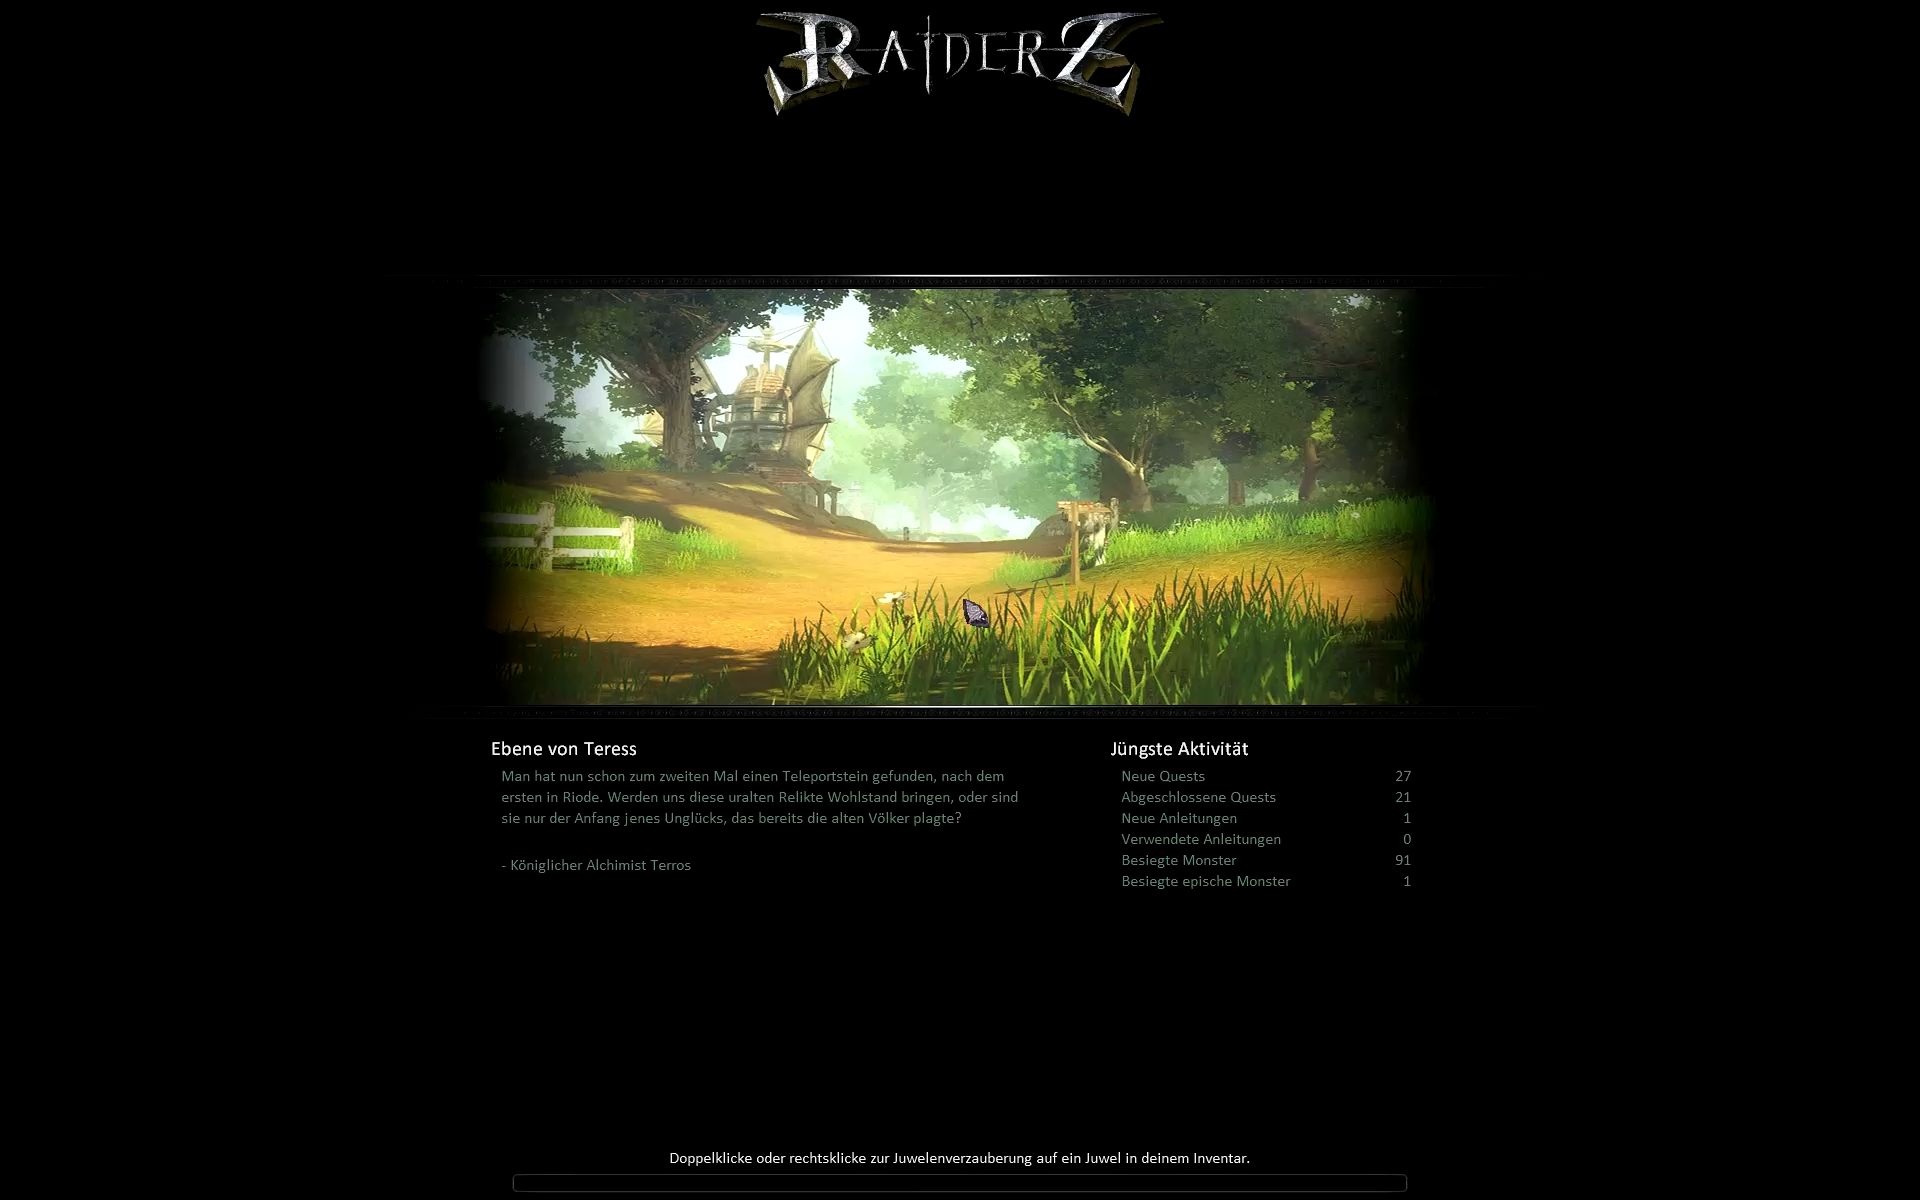 RAIDERZ
Ebene von Teress
Man hat nun schon zum zweiten Mal einen Teleportstein gefunden, nach dem
ersten in Riode. Werden uns diese uralten Relikte Wohlstand bringen, oder sind
sie nur der Anfang jenes Unglücks, das bereits die alten Völker plagte?
- Königlicher Alchimist Terros
Jüngste Aktivität
Neue Quests 27
Abgeschlossene Quests 21
Neue Anleitungen 1
Verwendete Anleitungen 0
Besiegte Monster 91
Besiegte epische Monster 1
Doppelklicke oder rechtsklicke zur Juwelenverzauberung auf ein Juwel in deinem Inventar.